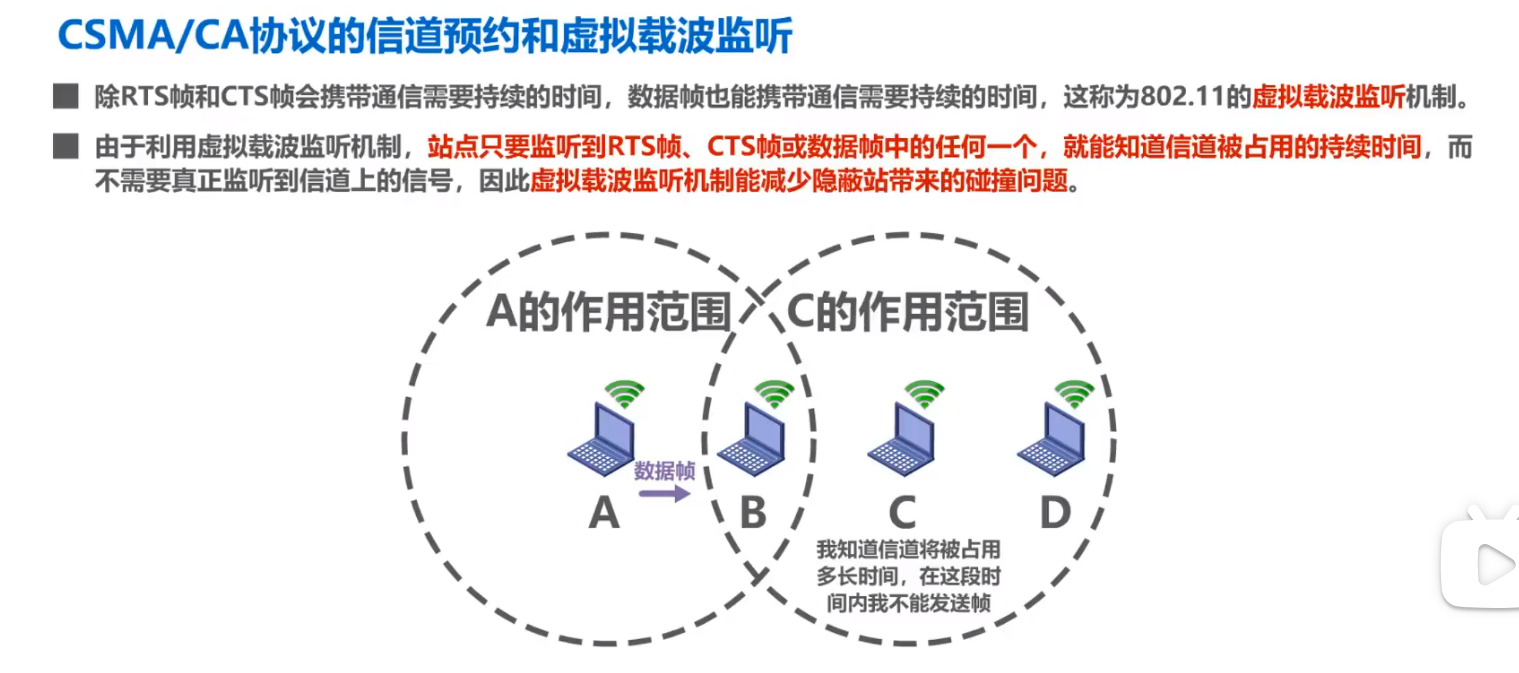 CSMA/CA协议的信道预约和虚拟载波监听
除RTS帧和CTS帧会携带通信需要持续的时间，数据帧也能携带通信需要持续的时间，这称为802.11的虚拟载波监听机制。
由于利用虚拟载波监听机制，站点只要监听到RTS帧、CTS帧或数据帧中的任何一个，就能知道信道被占用的持续时间，而
不需要真正监听到信道上的信号，因此虚拟载波监听机制能减少隐蔽站带来的碰撞问题。
A的作用范围 C的作用范围
数据帧
A B C D
我知道信道将被占用
多长时间，在这段时
间内我不能发送帧